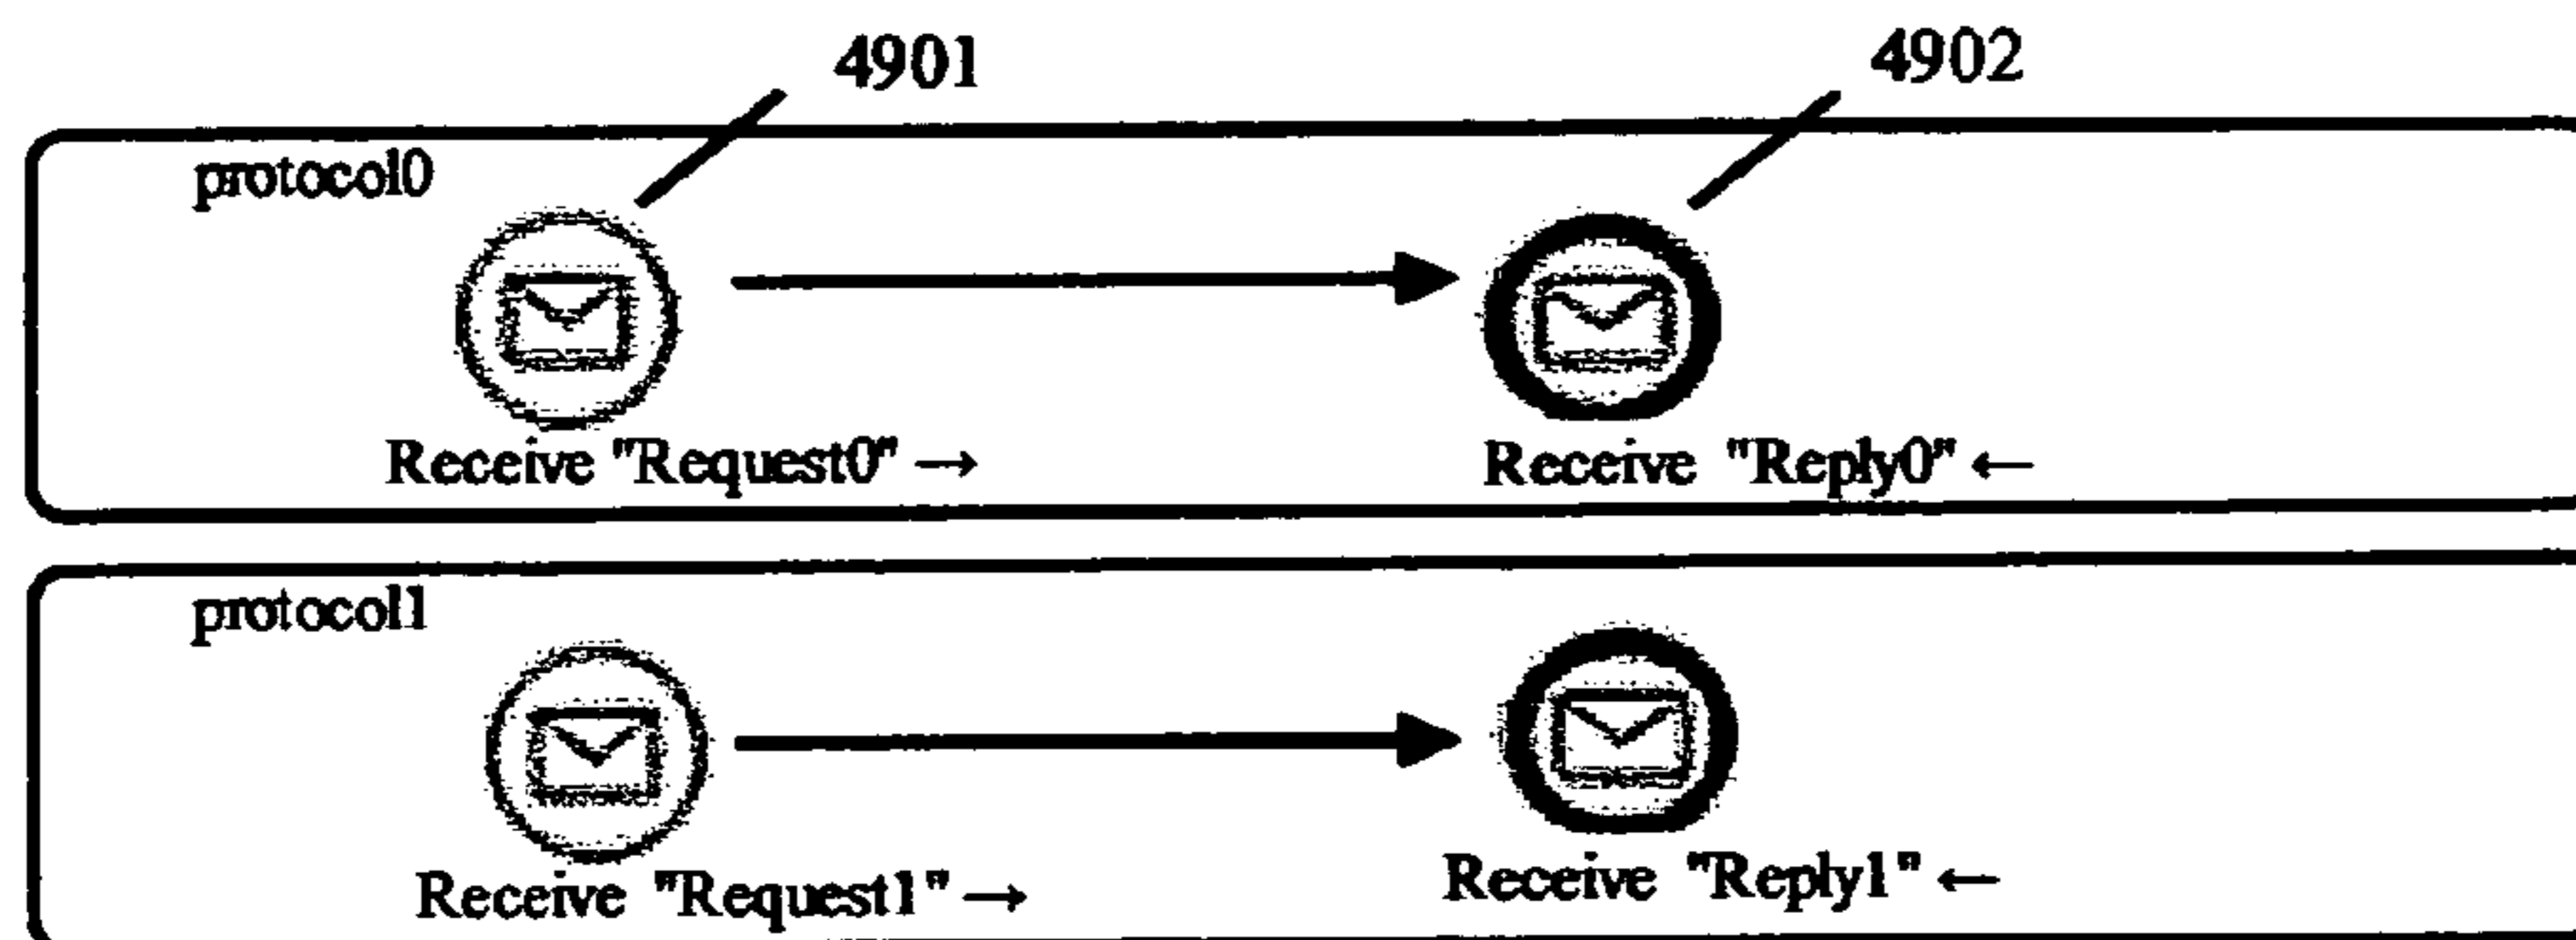 4901 4902
protocol0
Receive "Request0" → Receive "Reply0" ←
protocol1
Receive "Request1" → Receive "Reply1" ←